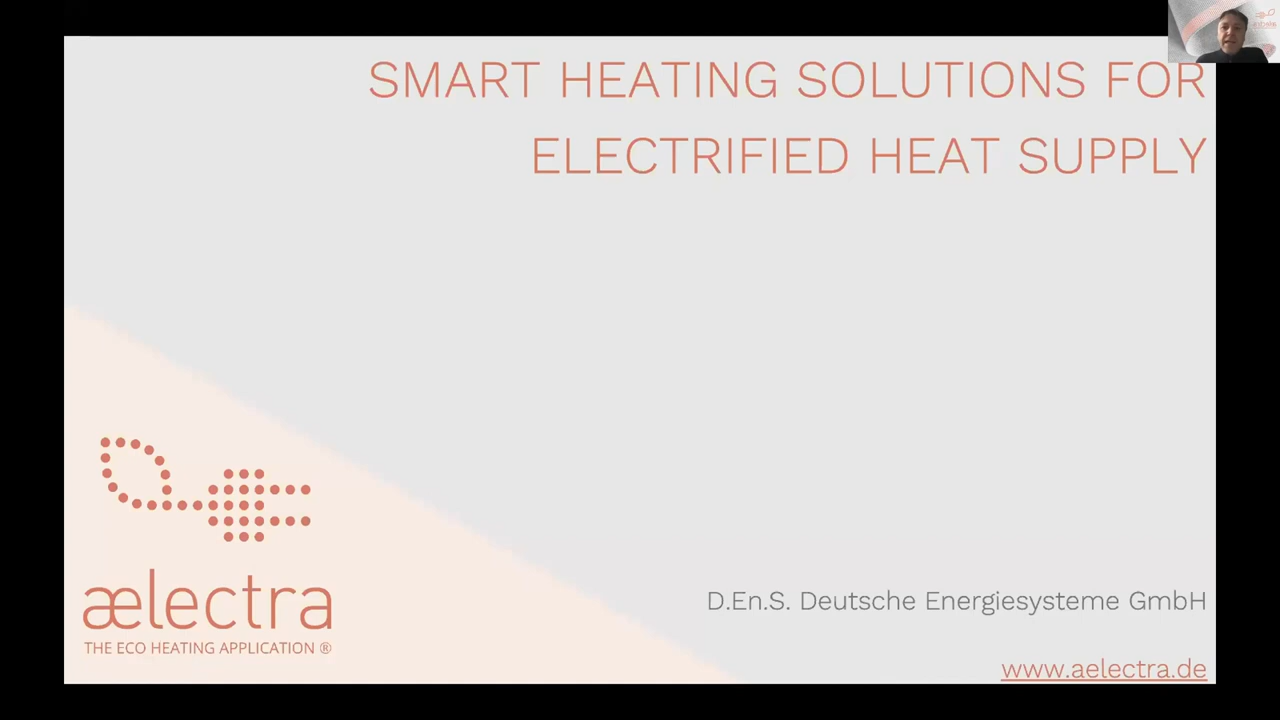 SMART HEATING SOLUTIONS FOR
ELECTRIFIED HEAT SUPPLY
ælectra
THE ECO HEATING APPLICATION ®
D.En.S. Deutsche Energiesysteme GmbH
www.aelectra.de